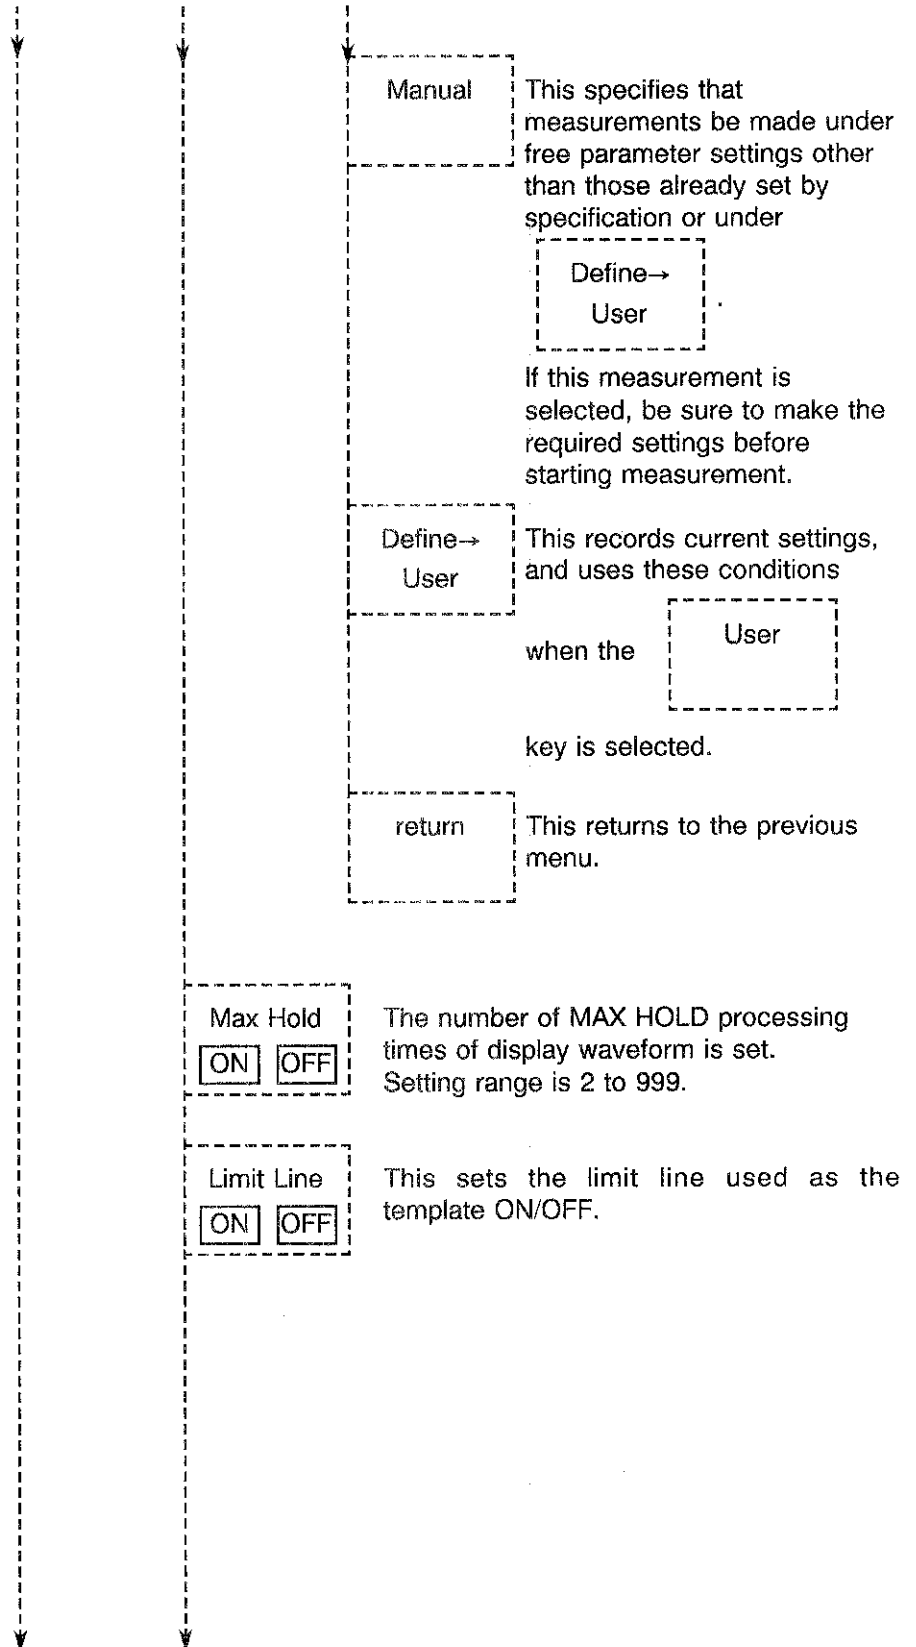 Manual
This specifies that
measurements be made under
free parameter settings other
than those already set by
specification or under
Define→
User
.
If this measurement is
selected, be sure to make the
required settings before
starting measurement.
Define→
User
This records current settings,
and uses these conditions
when the
User
key is selected.
return
This returns to the previous
menu.
Max Hold
ON OFF
The number of MAX HOLD processing
times of display waveform is set.
Setting range is 2 to 999.
Limit Line
ON OFF
This sets the limit line used as the
template ON/OFF.